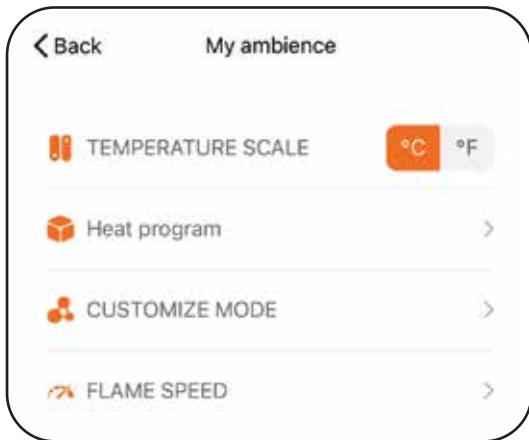 Back My ambience
TEMPERATURE SCALE °C °F
Heat program
CUSTOMIZE MODE
FLAME SPEED